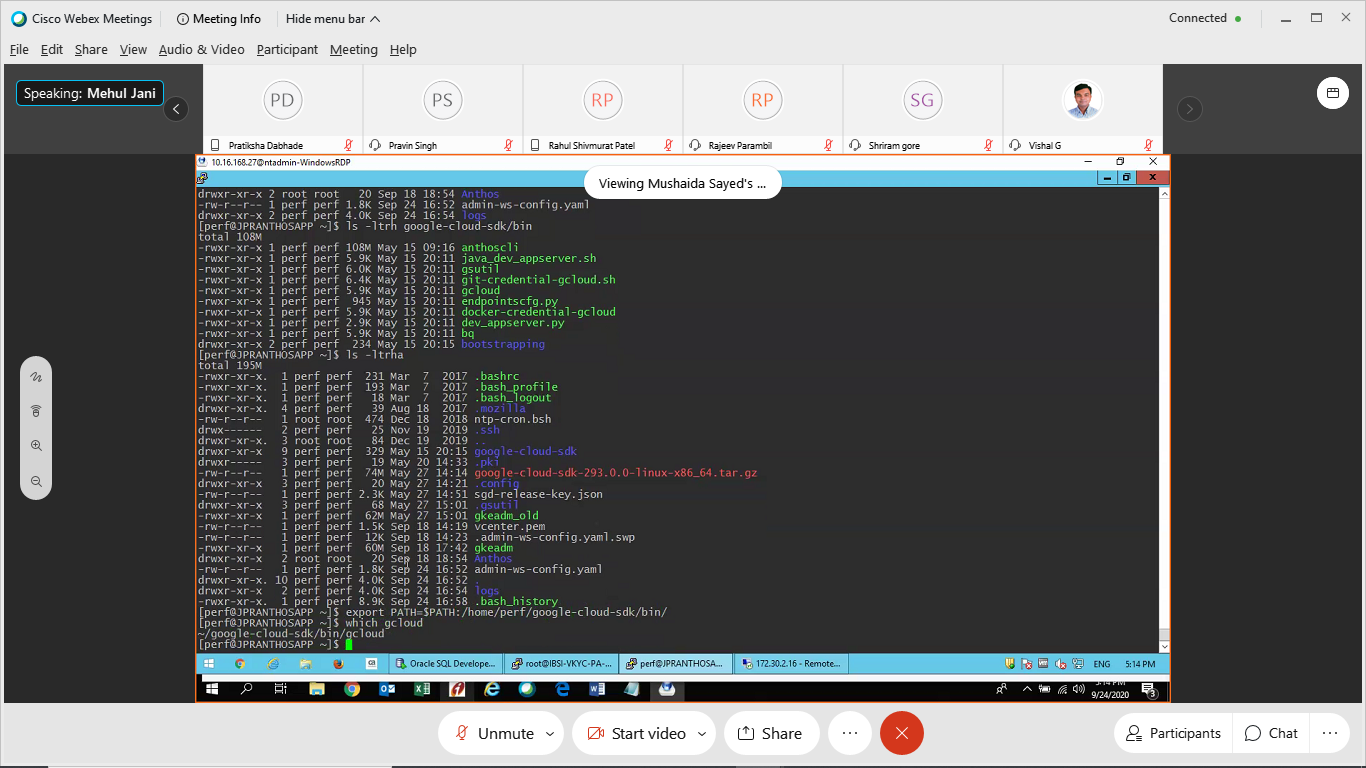 Cisco Webex Meetings
Meeting Info
Hide menu bar
Connected
File Edit Share View Audio & Video Participant Meeting Help
Speaking: Mehul Jani
PD PS RP RP SG
Pratiksha Dabhade Pravin Singh Rahul Shivmurat Patel Rajeev Parambil Shriram gore Vishal G
10.16.168.27@ntadmin-WindowsRDP
Viewing Mushaida Sayed's ...
drwxr-xr-x 2 root root 20 Sep 18 18:54 Anthos
-rw-r--r-- 1 perf perf 1.8K Sep 24 16:52 admin-ws-config.yaml
drwxr-xr-x 2 perf perf 4.0K Sep 24 16:54 logs
[perf@JPRANTHOSAPP ~]$ ls -ltrh google-cloud-sdk/bin
total 108M
-rwxr-xr-x 1 perf perf 108M May 15 09:16 anthoscli
-rwxr-xr-x 1 perf perf 5.9K May 15 20:11 java_dev_appserver.sh
-rwxr-xr-x 1 perf perf 6.0K May 15 20:11 gsutil
-rwxr-xr-x 1 perf perf 6.4K May 15 20:11 git-credential-gcloud.sh
-rwxr-xr-x 1 perf perf 5.9K May 15 20:11 gcloud
-rwxr-xr-x 1 perf perf 945 May 15 20:11 endpointscfg.py
-rwxr-xr-x 1 perf perf 5.9K May 15 20:11 docker-credential-gcloud
-rwxr-xr-x 1 perf perf 2.9K May 15 20:11 dev_appserver.py
-rwxr-xr-x 1 perf perf 5.9K May 15 20:11 bq
drwxr-xr-x 2 perf perf 234 May 15 20:15 bootstrapping
[perf@JPRANTHOSAPP ~]$ ls -ltrha
total 195M
-rwxr-xr-x. 1 perf perf 231 Mar 7 2017 .bashrc
-rwxr-xr-x. 1 perf perf 193 Mar 7 2017 .bash_profile
-rwxr-xr-x. 1 perf perf 18 Mar 7 2017 .bash_logout
drwxr-xr-x. 4 perf perf 39 Aug 18 2017 .mozilla
-rw-r--r-- 1 root root 474 Dec 18 2018 ntp-cron.bsh
drwx------ 2 perf perf 25 Nov 19 2019 .ssh
drwxr-xr-x. 3 root root 84 Dec 19 2019 ..
drwxr-xr-x 9 perf perf 329 May 15 20:15 google-cloud-sdk
drwxr----- 3 perf perf 19 May 20 14:33 .pki
-rw-r--r-- 1 perf perf 74M May 27 14:14 google-cloud-sdk-293.0.0-linux-x86_64.tar.gz
drwxr-xr-x 3 perf perf 20 May 27 14:21 .config
-rw-r--r-- 1 perf perf 2.3K May 27 14:51 sgd-release-key.json
drwxr-xr-x 3 perf perf 68 May 27 15:01 .gsutil
-rwxr-xr-x 1 perf perf 62M May 27 15:01 gkeadm_old
-rw-r--r-- 1 perf perf 1.5K Sep 18 14:19 vcenter.pem
-rw-r--r-- 1 perf perf 12K Sep 18 14:23 .admin-ws-config.yaml.swp
-rwxr-xr-x 1 perf perf 60M Sep 18 17:42 gkeadm
drwxr-xr-x 2 root root 20 Sep 18 18:54 Anthos
-rw-r--r-- 1 perf perf 1.8K Sep 24 16:52 admin-ws-config.yaml
drwxr-xr-x. 10 perf perf 4.0K Sep 24 16:52 .
drwxr-xr-x 2 perf perf 4.0K Sep 24 16:54 logs
-rwxr-xr-x. 1 perf perf 8.9K Sep 24 16:58 .bash_history
[perf@JPRANTHOSAPP ~]$ export PATH=$PATH:/home/perf/google-cloud-sdk/bin/
[perf@JPRANTHOSAPP ~]$ which gcloud
~/google-cloud-sdk/bin/gcloud
[perf@JPRANTHOSAPP ~]$
Oracle SQL Develope... root@IBSI-VKYC-PA-... perf@JPRANTHOSA... 172.30.2.16 - Remote... ENG 5:14 PM
5:14 PM
9/24/2020
3
Unmute Start video Share Participants Chat